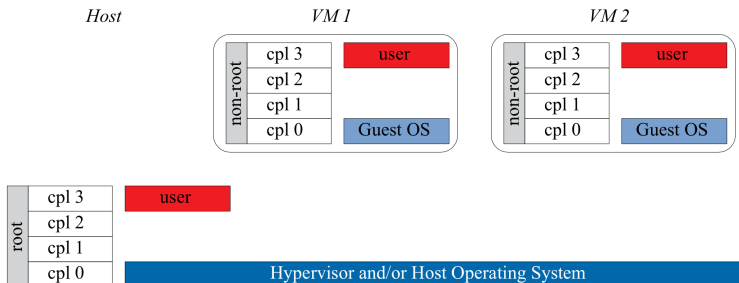 Host
VM 1
VM 2
non-root
cpl 3
user
cpl 2
cpl 1
cpl 0
Guest OS
non-root
cpl 3
user
cpl 2
cpl 1
cpl 0
Guest OS
root
cpl 3
user
cpl 2
cpl 1
cpl 0
Hypervisor and/or Host Operating System